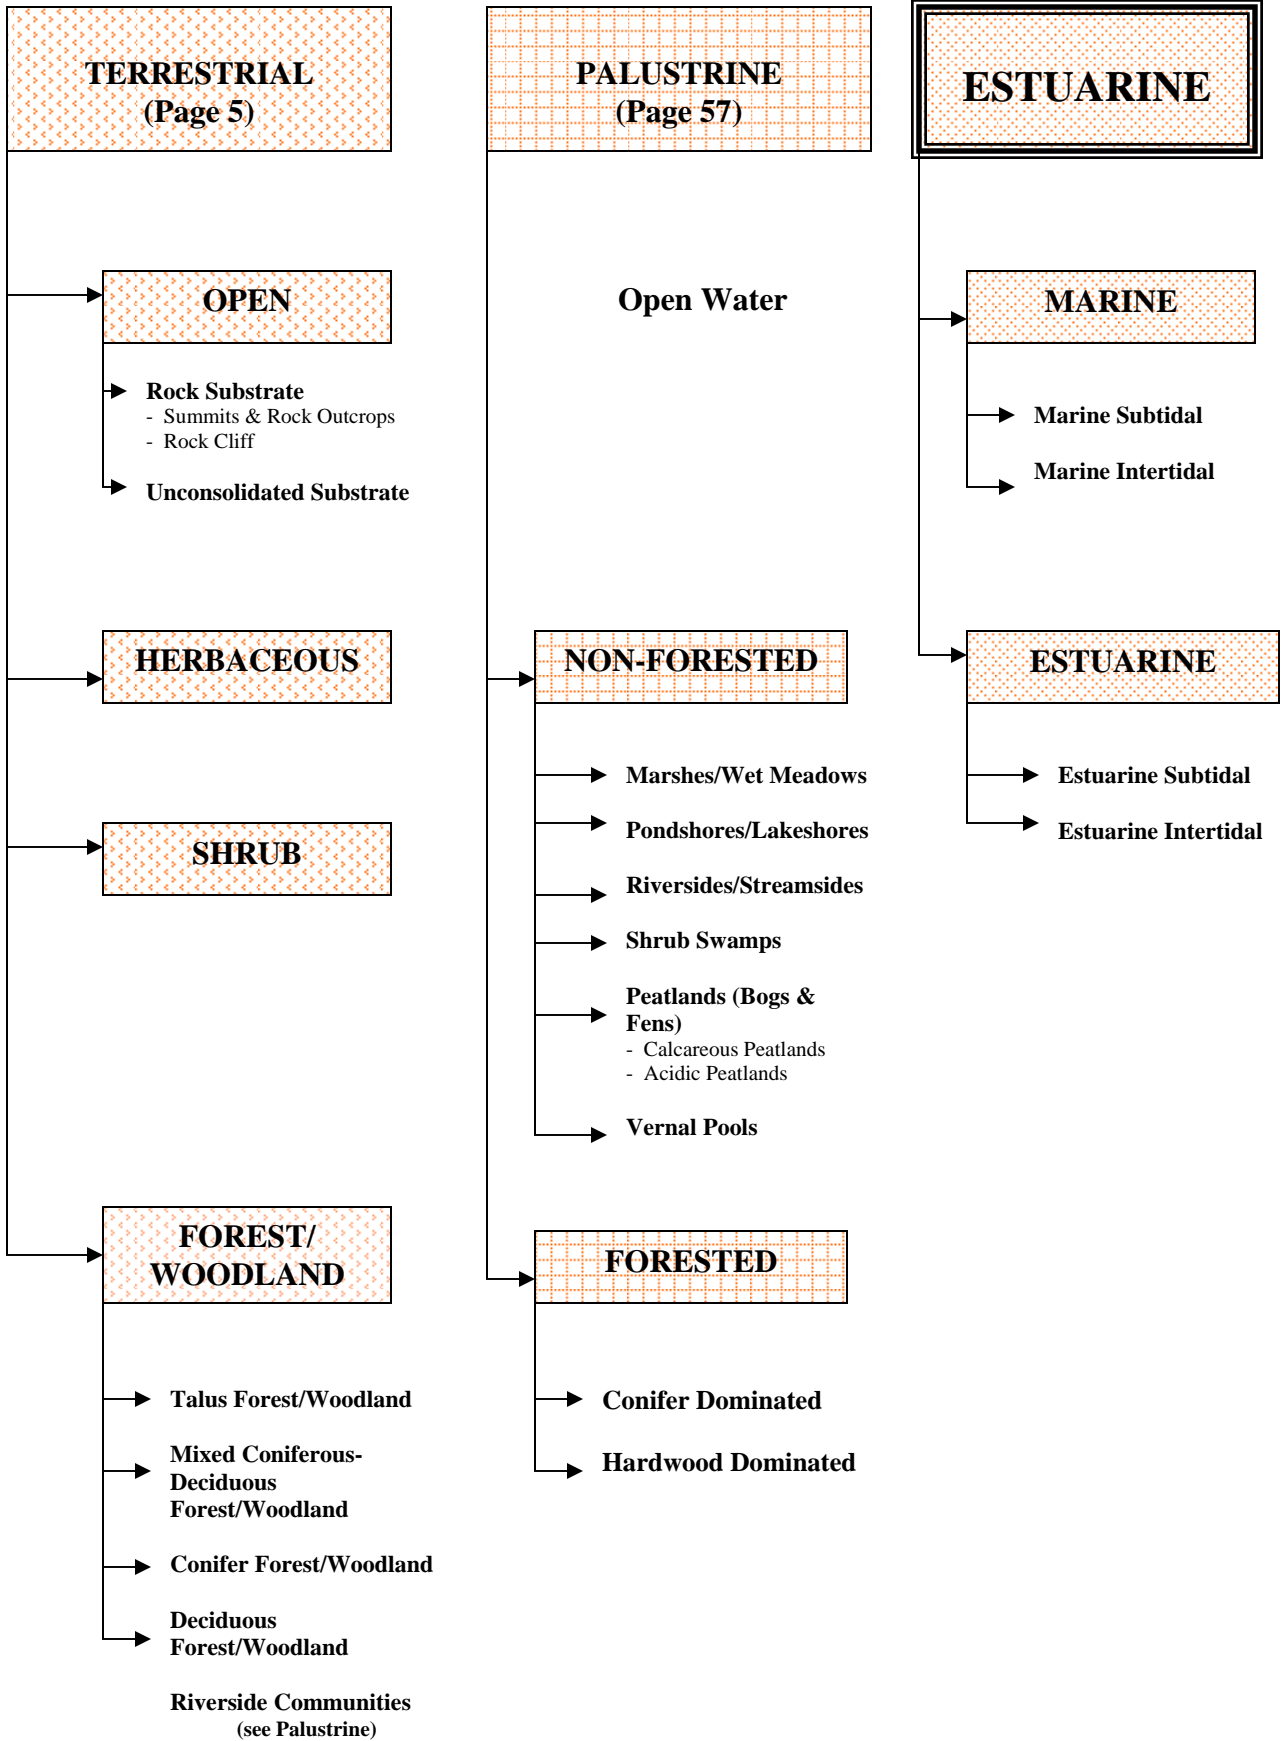 TERRESTRIAL
(Page 5)
OPEN
Rock Substrate
- Summits & Rock Outcrops
- Rock Cliff
Unconsolidated Substrate
HERBACEOUS
SHRUB
FOREST/
WOODLAND
Talus Forest/Woodland
Mixed Coniferous-
Deciduous
Forest/Woodland
Conifer Forest/Woodland
Deciduous
Forest/Woodland
Riverside Communities
(see Palustrine)
PALUSTRINE
(Page 57)
Open Water
NON-FORESTED
Marshes/Wet Meadows
Pondshores/Lakeshores
Riversides/Streamsides
Shrub Swamps
Peatlands (Bogs &
Fens)
- Calcareous Peatlands
- Acidic Peatlands
Vernal Pools
FORESTED
Conifer Dominated
Hardwood Dominated
ESTUARINE
MARINE
Marine Subtidal
Marine Intertidal
ESTUARINE
Estuarine Subtidal
Estuarine Intertidal